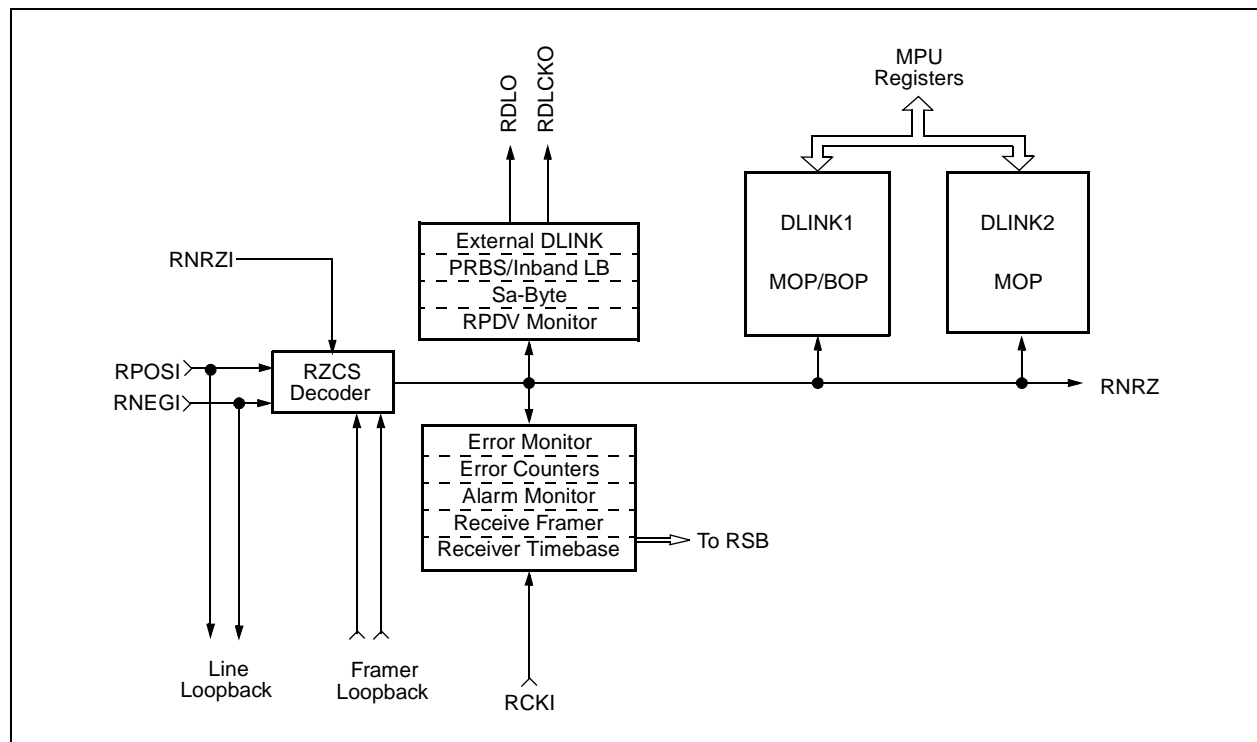 MPU
Registers
RDLO
RDLCKO
DLINK1
MOP/BOP
DLINK2
MOP
External DLINK
PRBS/Inband LB
Sa-Byte
RPDV Monitor
RNRZI
RPOSI
RNEGI
RZCS
Decoder
RNRZ
Error Monitor
Error Counters
Alarm Monitor
Receive Framer
Receiver Timebase
To RSB
Line
Loopback
Framer
Loopback
RCKI